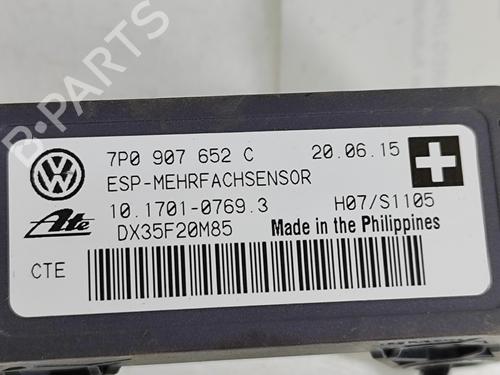 7P0 907 652 C 20.06.15
ESP-MEHRFACHSENSOR
10.1701-0769.3 H07/S1105
Ate DX35F20M85 Made in the Philippines
CTE
B-PARTS